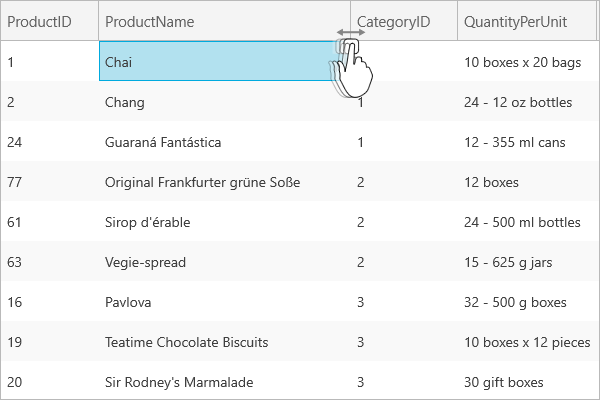 ProductID ProductName CategoryID QuantityPerUnit
1 Chai 10 boxes x 20 bags
2 Chang 1 24 - 12 oz bottles
24 Guaraná Fantástica 1 12 - 355 ml cans
77 Original Frankfurter grüne Soße 2 12 boxes
61 Sirop d'érable 2 24 - 500 ml bottles
63 Vegie-spread 2 15 - 625 g jars
16 Pavlova 3 32 - 500 g boxes
19 Teatime Chocolate Biscuits 3 10 boxes x 12 pieces
20 Sir Rodney's Marmalade 3 30 gift boxes